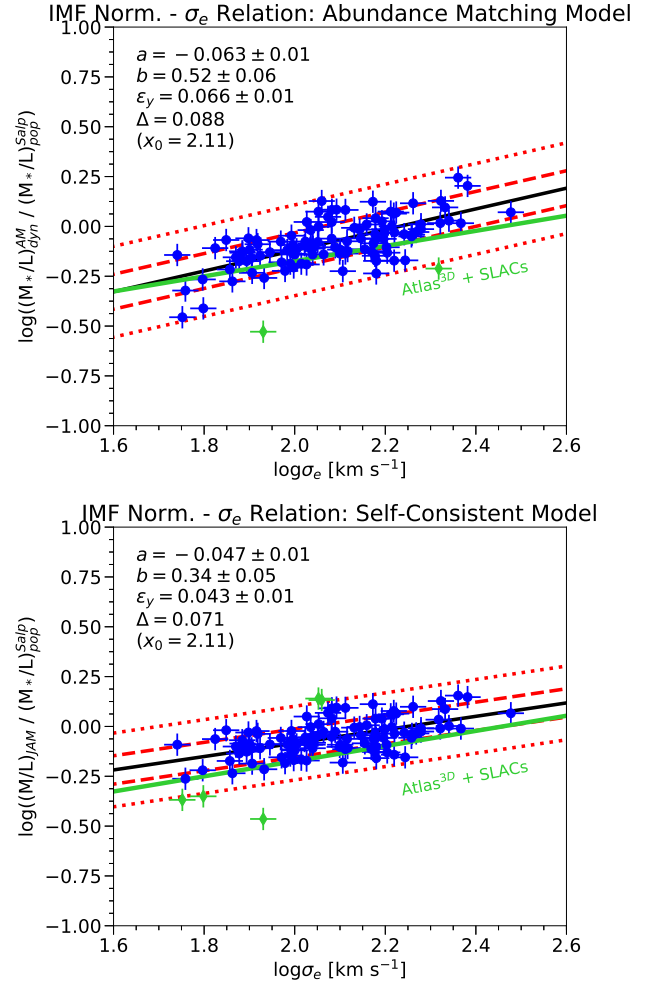 IMF Norm. - σₑ Relation: Abundance Matching Model
1.00
0.75
0.50
0.25
0.00
−0.25
−0.50
−0.75
−1.00
log((M*/L)^AM_dyn / (M*/L)^Salp_pop)
a = −0.063 ± 0.01
b = 0.52 ± 0.06
ε_y = 0.066 ± 0.01
Δ = 0.088
(x₀ = 2.11)
Atlas³ᴰ + SLACs
1.6 1.8 2.0 2.2 2.4 2.6
logσₑ [km s⁻¹]
IMF Norm. - σₑ Relation: Self-Consistent Model
1.00
0.75
0.50
0.25
0.00
−0.25
−0.50
−0.75
−1.00
log((M/L)_JAM / (M*/L)^Salp_pop)
a = −0.047 ± 0.01
b = 0.34 ± 0.05
ε_y = 0.043 ± 0.01
Δ = 0.071
(x₀ = 2.11)
Atlas³ᴰ + SLACs
1.6 1.8 2.0 2.2 2.4 2.6
logσₑ [km s⁻¹]